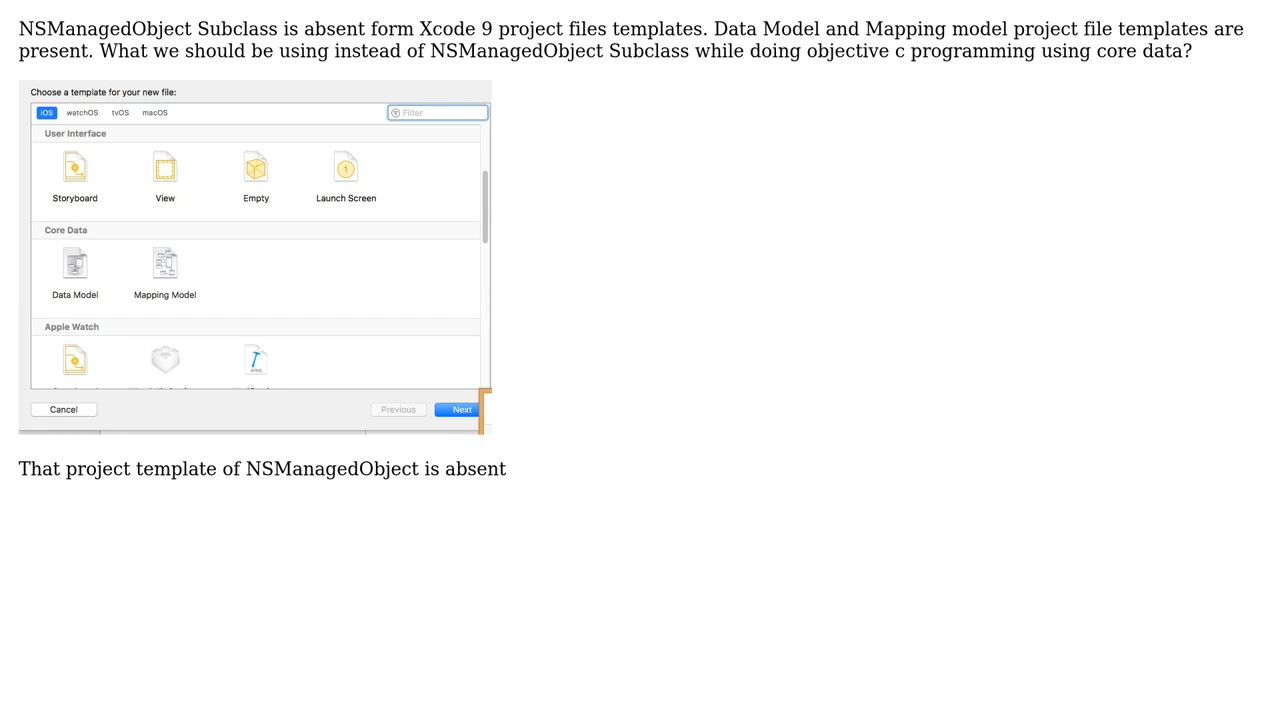 NSManagedObject Subclass is absent form Xcode 9 project files templates. Data Model and Mapping model project file templates are
present. What we should be using instead of NSManagedObject Subclass while doing objective c programming using core data?
Choose a template for your new file:
iOS watchOS tvOS macOS Filter
User Interface
1
Storyboard View Empty Launch Screen
Core Data
Data Model Mapping Model
Apple Watch
APNS
Cancel Previous Next
That project template of NSManagedObject is absent